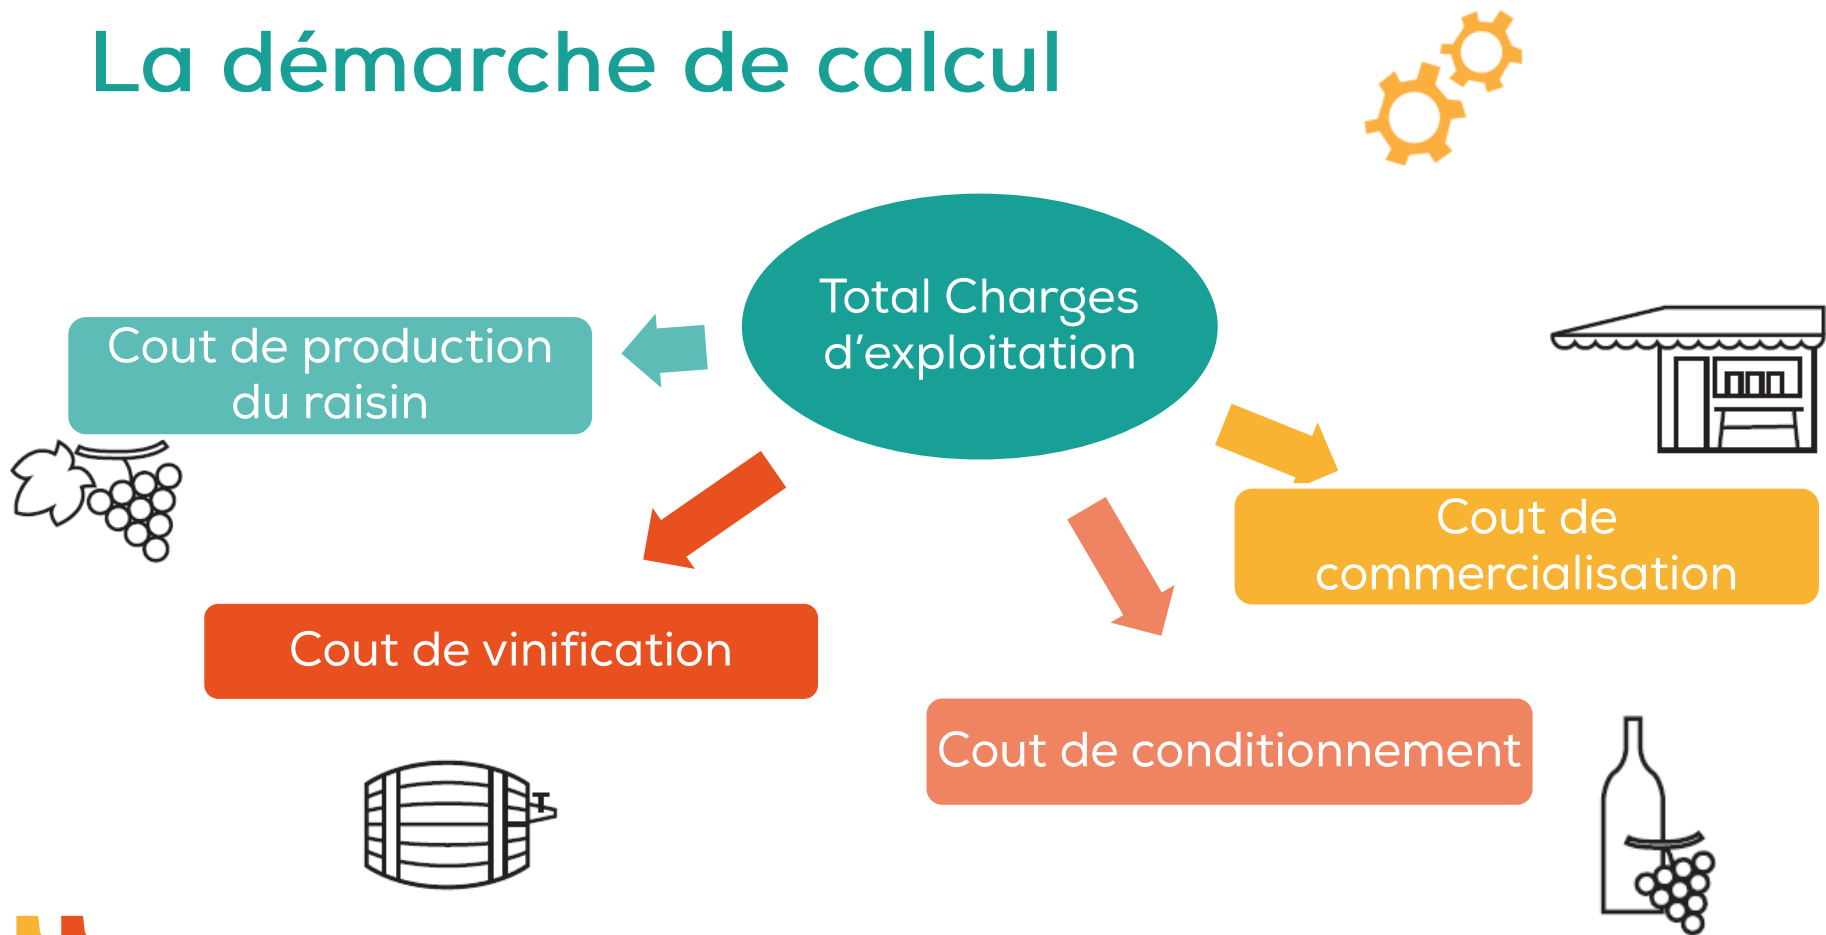 La démarche de calcul
Total Charges
d’exploitation
Cout de production
du raisin
Cout de
commercialisation
Cout de vinification
Cout de conditionnement